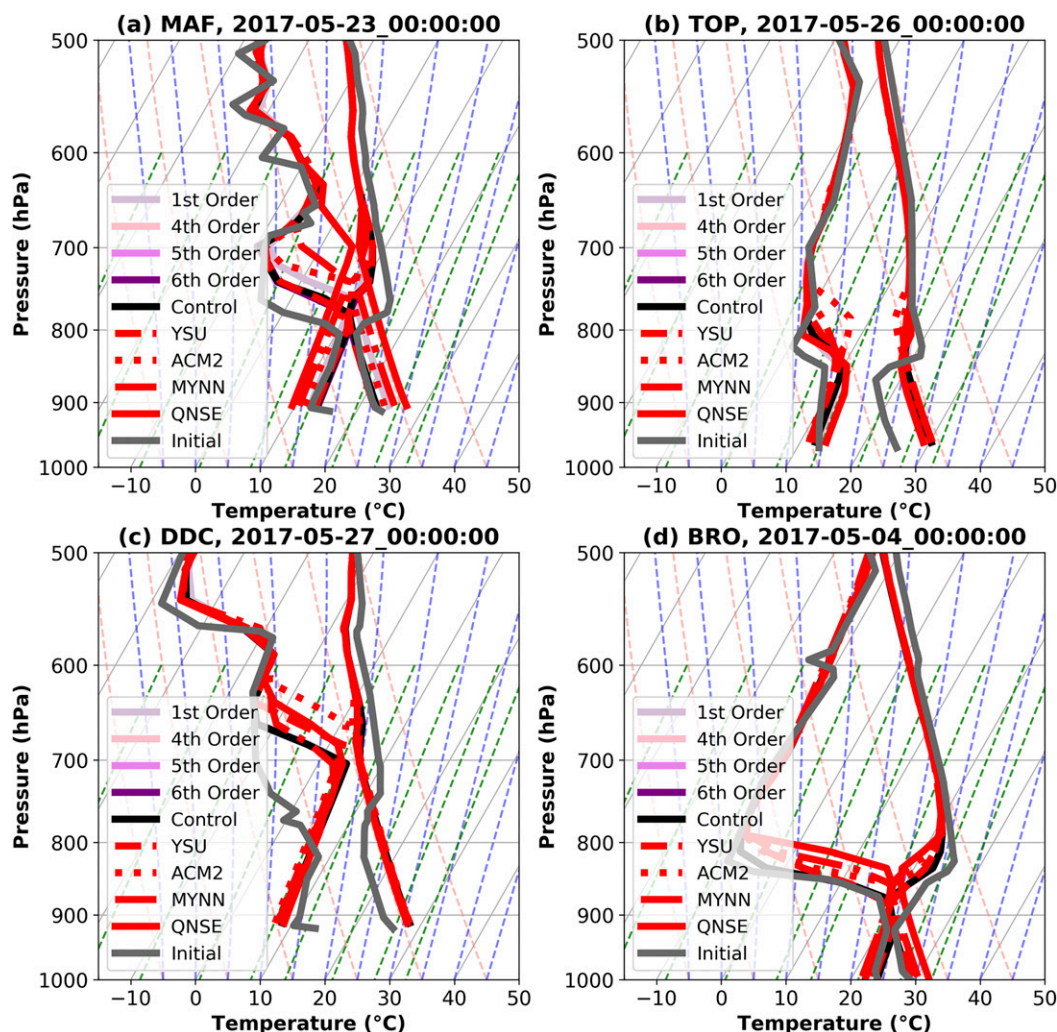 (a) MAF, 2017-05-23_00:00:00
500
600
700
800
900
1000
Pressure (hPa)
1st Order
4th Order
5th Order
6th Order
Control
YSU
ACM2
MYNN
QNSE
Initial
−10 0 10 20 30 40 50
Temperature (°C)
(b) TOP, 2017-05-26_00:00:00
500
600
700
800
900
1000
Pressure (hPa)
1st Order
4th Order
5th Order
6th Order
Control
YSU
ACM2
MYNN
QNSE
Initial
−10 0 10 20 30 40 50
Temperature (°C)
(c) DDC, 2017-05-27_00:00:00
500
600
700
800
900
1000
Pressure (hPa)
1st Order
4th Order
5th Order
6th Order
Control
YSU
ACM2
MYNN
QNSE
Initial
−10 0 10 20 30 40 50
Temperature (°C)
(d) BRO, 2017-05-04_00:00:00
500
600
700
800
900
1000
Pressure (hPa)
1st Order
4th Order
5th Order
6th Order
Control
YSU
ACM2
MYNN
QNSE
Initial
−10 0 10 20 30 40 50
Temperature (°C)